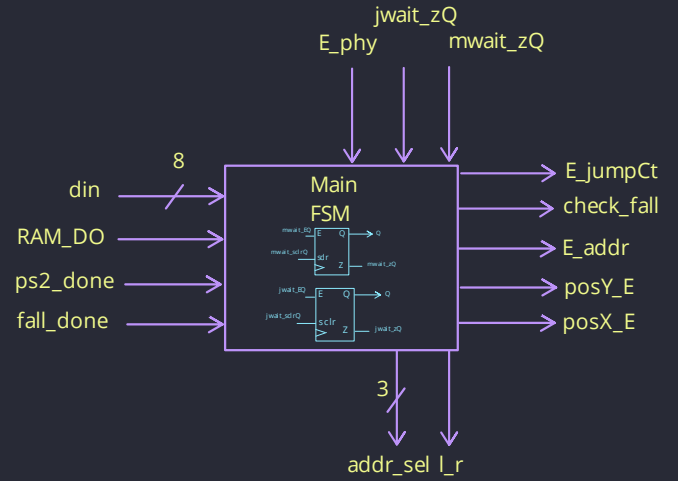 jwait_zQ
E_phy
mwait_zQ
8
din
RAM_DO
ps2_done
fall_done
Main
FSM
mwait_EQ
E
Q
Q
mwait_sclrQ
sclr
Z
mwait_zQ
jwait_EQ
E
Q
Q
jwait_sclrQ
sclr
Z
jwait_zQ
E_jumpCt
check_fall
E_addr
posY_E
posX_E
3
addr_sel
l_r